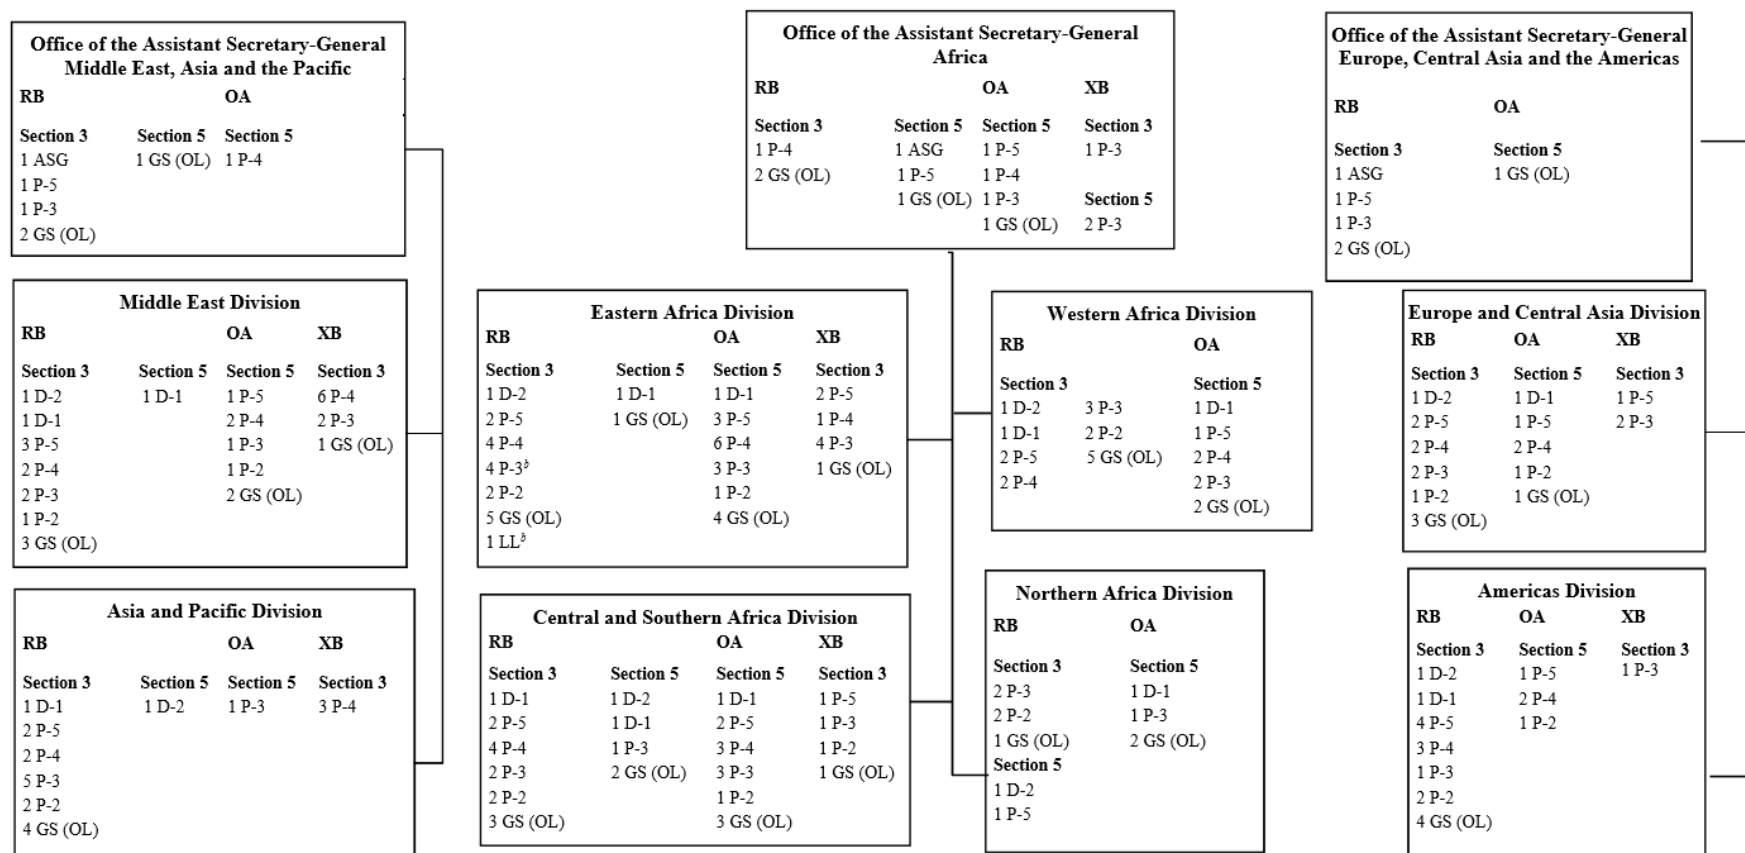 Office of the Assistant Secretary-General
Middle East, Asia and the Pacific
RB OA
Section 3 Section 5 Section 5
1 ASG 1 GS (OL) 1 P-4
1 P-5
1 P-3
2 GS (OL)
Middle East Division
RB OA XB
Section 3 Section 5 Section 5 Section 3
1 D-2 1 D-1 1 P-5 6 P-4
1 D-1 2 P-4 2 P-3
3 P-5 1 P-3 1 GS (OL)
2 P-4 1 P-2
2 P-3 2 GS (OL)
1 P-2
3 GS (OL)
Asia and Pacific Division
RB OA XB
Section 3 Section 5 Section 5 Section 3
1 D-1 1 D-2 1 P-3 3 P-4
2 P-5
2 P-4
5 P-3
2 P-2
4 GS (OL)
Office of the Assistant Secretary-General
Africa
RB OA XB
Section 3 Section 5 Section 5 Section 3
1 P-4 1 ASG 1 P-5 1 P-3
2 GS (OL) 1 P-5 1 P-4
1 GS (OL) 1 P-3 Section 5
1 GS (OL) 2 P-3
Eastern Africa Division
RB OA XB
Section 3 Section 5 Section 5 Section 3
1 D-2 1 D-1 1 D-1 2 P-5
2 P-5 1 GS (OL) 3 P-5 1 P-4
4 P-4 6 P-4 4 P-3
4 P-3b 3 P-3 1 GS (OL)
2 P-2 1 P-2
5 GS (OL) 4 GS (OL)
1 LLb
Western Africa Division
RB OA
Section 3 Section 5
1 D-2 3 P-3 1 D-1
1 D-1 2 P-2 1 P-5
2 P-5 5 GS (OL) 2 P-4
2 P-4 2 P-3
2 GS (OL)
Central and Southern Africa Division
RB OA XB
Section 3 Section 5 Section 5 Section 3
1 D-1 1 D-2 1 D-1 1 P-5
2 P-5 1 D-1 2 P-5 1 P-3
4 P-4 1 P-3 3 P-4 1 P-2
2 P-3 2 GS (OL) 3 P-3 1 GS (OL)
2 P-2 1 P-2
3 GS (OL) 3 GS (OL)
Northern Africa Division
RB OA
Section 3 Section 5
2 P-3 1 D-1
2 P-2 1 P-3
1 GS (OL) 2 GS (OL)
Section 5
1 D-2
1 P-5
Office of the Assistant Secretary-General
Europe, Central Asia and the Americas
RB OA
Section 3 Section 5
1 ASG 1 GS (OL)
1 P-5
1 P-3
2 GS (OL)
Europe and Central Asia Division
RB OA XB
Section 3 Section 5 Section 3
1 D-2 1 D-1 1 P-5
2 P-5 1 P-5 2 P-3
2 P-4 2 P-4
2 P-3 1 P-2
1 P-2 1 GS (OL)
3 GS (OL)
Americas Division
RB OA XB
Section 3 Section 5 Section 3
1 D-2 1 P-5 1 P-3
1 D-1 2 P-4
4 P-5 1 P-2
3 P-4
1 P-3
2 P-2
4 GS (OL)